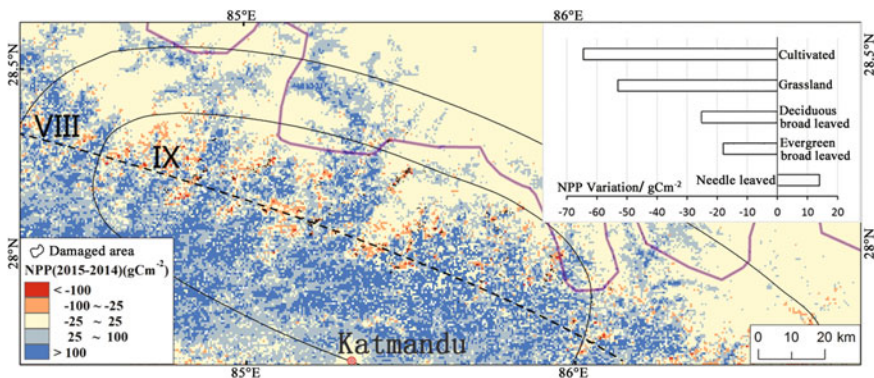 85°E
86°E
28.5°N
28.5°N
VIII
IX
28°N
28°N
Cultivated
Grassland
Deciduous
broad leaved
Evergreen
broad leaved
Needle leaved
NPP Variation/ gCm-2
-70 -60 -50 -40 -30 -20 -10 0 10 20
Damaged area
NPP(2015-2014)(gCm-2)
< -100
-100 ~ -25
-25 ~ 25
25 ~ 100
> 100
Katmandu
0 10 20 km
85°E
86°E